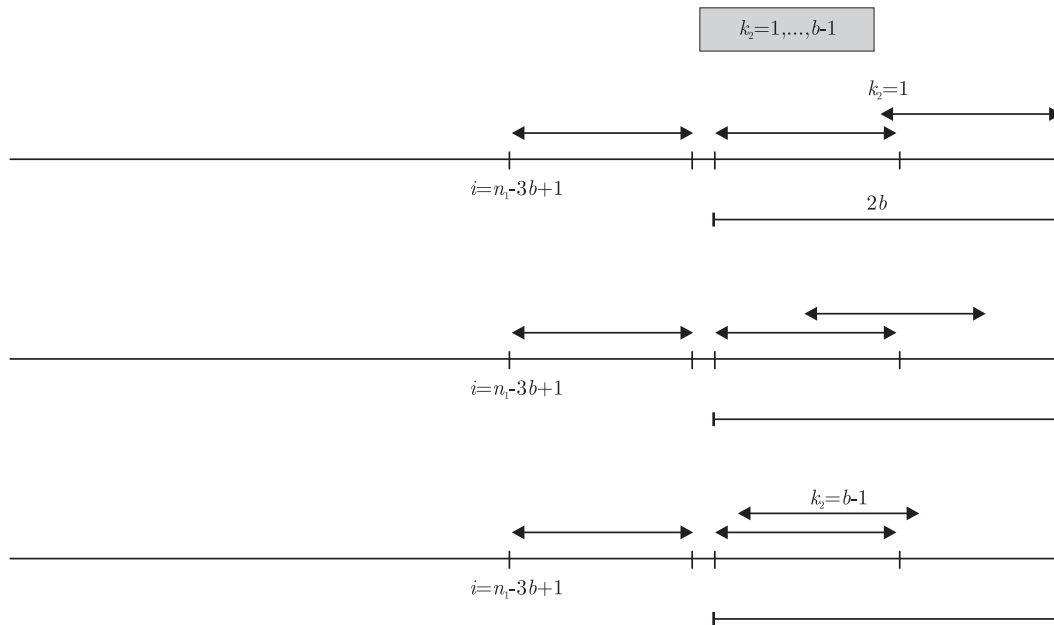 k₂=1,...,b-1
k₂=1
i=n₁-3b+1
2b
i=n₁-3b+1
k₂=b-1
i=n₁-3b+1